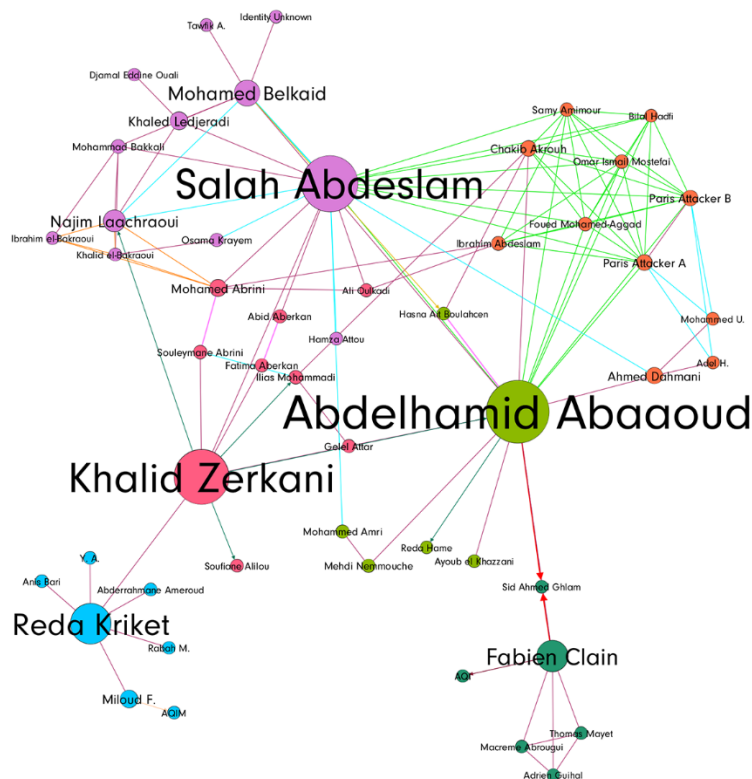 Identity Unknown
Tawfik A.
Djamal Eddine Ouali
Mohamed Belkaid
Samy Amimour
Bilal Hadfi
Khaled Ledjeradi
Mohammad Bakkali
Chakib Akrouh
Omar Ismail Mostefai
Salah Abdeslam
Paris Attacker B
Najim Laachraoui
Foued Mohamed-Aggad
Osama Krayem
Ibrahim el-Bakraoui
Ibrahim Abdeslam
Khalid el-Bakraoui
Paris Attacker A
Mohamed Abrini
Ali Oulkadi
Abid Aberkan
Hasna Ait Boulahcen
Mohammed U.
Hamza Attou
Souleymane Abrini
Fatima Aberkan
Adel H.
Ilias Mohammadi
Ahmed Dahmani
Abdelhamid Abaaoud
Gelel Attar
Khalid Zerkani
Mohammed Amri
Reda Hame
Mehdi Nemmouche
Ayoub el Khazzani
Soufiane Alilou
Y. A.
Anis Bari
Abderrahmane Ameroud
Sid Ahmed Ghlam
Reda Kriket
Rabah M.
Fabien Clain
AQI
Miloud F.
AQIM
Thomas Mayet
Macreme Abrougui
Adrien Guihal